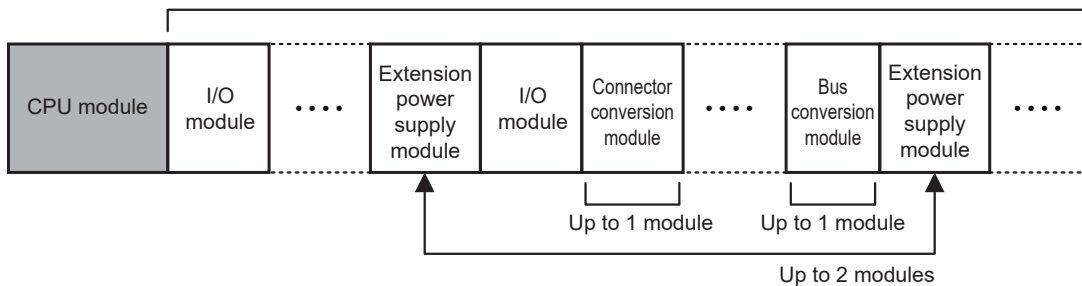 CPU module
I/O
module
Extension
power
supply
module
I/O
module
Connector
conversion
module
Bus
conversion
module
Extension
power
supply
module
Up to 1 module
Up to 1 module
Up to 2 modules